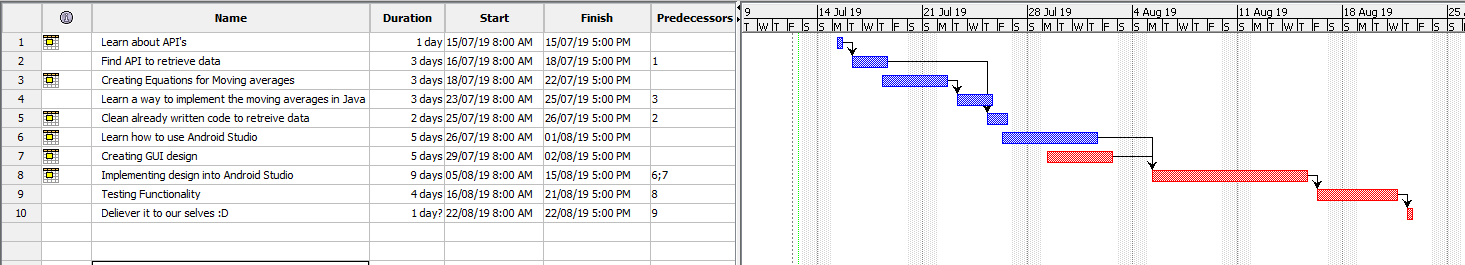 Name Duration Start Finish Predecessors
9 14 Jul 19 21 Jul 19 28 Jul 19 4 Aug 19 11 Aug 19 18 Aug 19 25
T W T F S S M T W T F S S M T W T F S S M T W T F S S M T W T F S S M T W T F S S M T W T F S
1 Learn about API's 1 day 15/07/19 8:00 AM 15/07/19 5:00 PM
2 Find API to retrieve data 3 days 16/07/19 8:00 AM 18/07/19 5:00 PM 1
3 Creating Equations for Moving averages 3 days 18/07/19 8:00 AM 22/07/19 5:00 PM
4 Learn a way to implement the moving averages in Java 3 days 23/07/19 8:00 AM 25/07/19 5:00 PM 3
5 Clean already written code to retreive data 2 days 25/07/19 8:00 AM 26/07/19 5:00 PM 2
6 Learn how to use Android Studio 5 days 26/07/19 8:00 AM 01/08/19 5:00 PM
7 Creating GUI design 5 days 29/07/19 8:00 AM 02/08/19 5:00 PM
8 Implementing design into Android Studio 9 days 05/08/19 8:00 AM 15/08/19 5:00 PM 6;7
9 Testing Functionality 4 days 16/08/19 8:00 AM 21/08/19 5:00 PM 8
10 Deliever it to our selves :D 1 day? 22/08/19 8:00 AM 22/08/19 5:00 PM 9